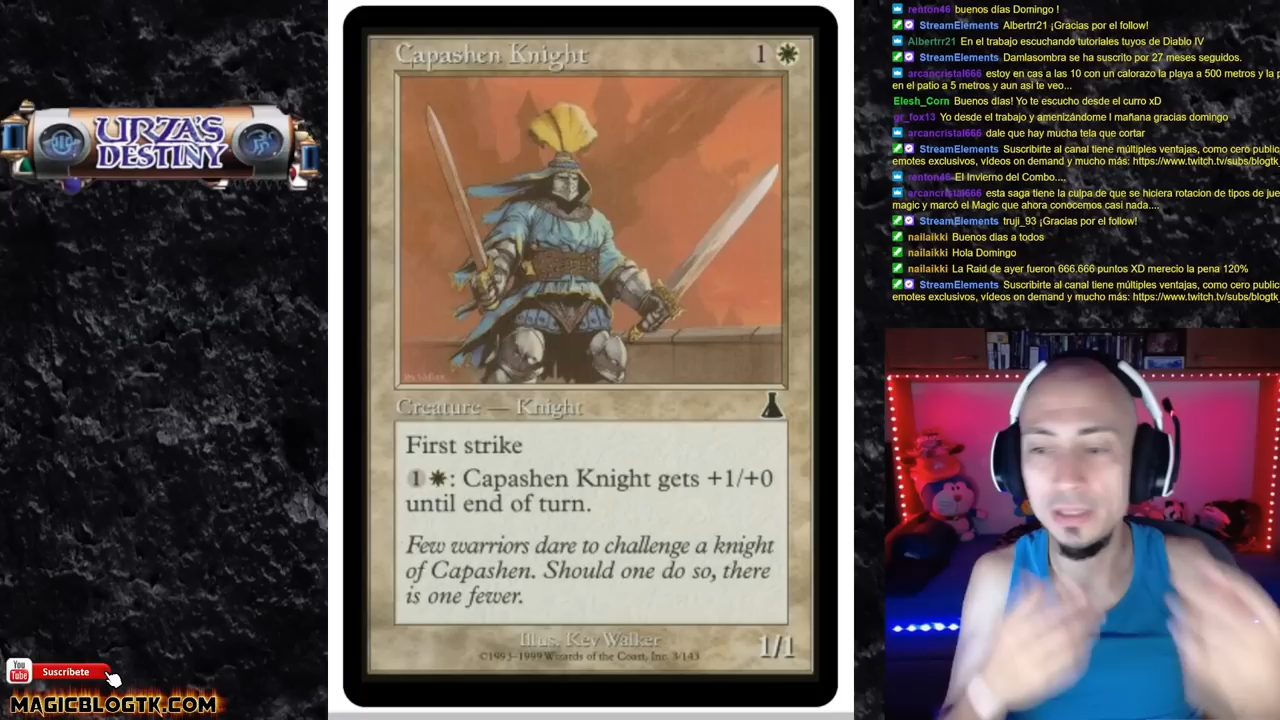 URZA'S
DESTINY
You
Tube
Suscribete
MAGICBLOGTK.COM
Capashen Knight 1
Creature — Knight
First strike
1 : Capashen Knight gets +1/+0
until end of turn.
Few warriors dare to challenge a knight
of Capashen. Should one do so, there
is one fewer.
Illus. Kev Walker
©1993-1999 Wizards of the Coast, Inc. 3/143
1/1
renton46 buenos días Domingo !
StreamElements Albertrr21 ¡Gracias por el follow!
Albertrr21 En el trabajo escuchando tutoriales tuyos de Diablo IV
StreamElements Damlasombra se ha suscrito por 27 meses seguidos.
arcancristal666 estoy en cas a las 10 con un calorazo la playa a 500 metros y la p
en el patio a 5 metros y aun asi te veo...
Elesh_Corn Buenos días! Yo te escucho desde el curro xD
gr_fox13 Yo desde el trabajo y amenizándome l mañana gracias domingo
arcancristal666 dale que hay mucha tela que cortar
StreamElements Suscribirte al canal tiene múltiples ventajas, como cero public
emotes exclusivos, vídeos on demand y mucho más: https://www.twitch.tv/subs/blogtk
renton46 El Invierno del Combo....
arcancristal666 esta saga tiene la culpa de que se hiciera rotacion de tipos de jue
magic y marcó el Magic que ahora conocemos casi nada....
StreamElements truji_93 ¡Gracias por el follow!
nailaikki Buenos dias a todos
nailaikki Hola Domingo
nailaikki La Raid de ayer fueron 666.666 puntos XD merecio la pena 120%
StreamElements Suscribirte al canal tiene múltiples ventajas, como cero public
emotes exclusivos, vídeos on demand y mucho más: https://www.twitch.tv/subs/blogtk